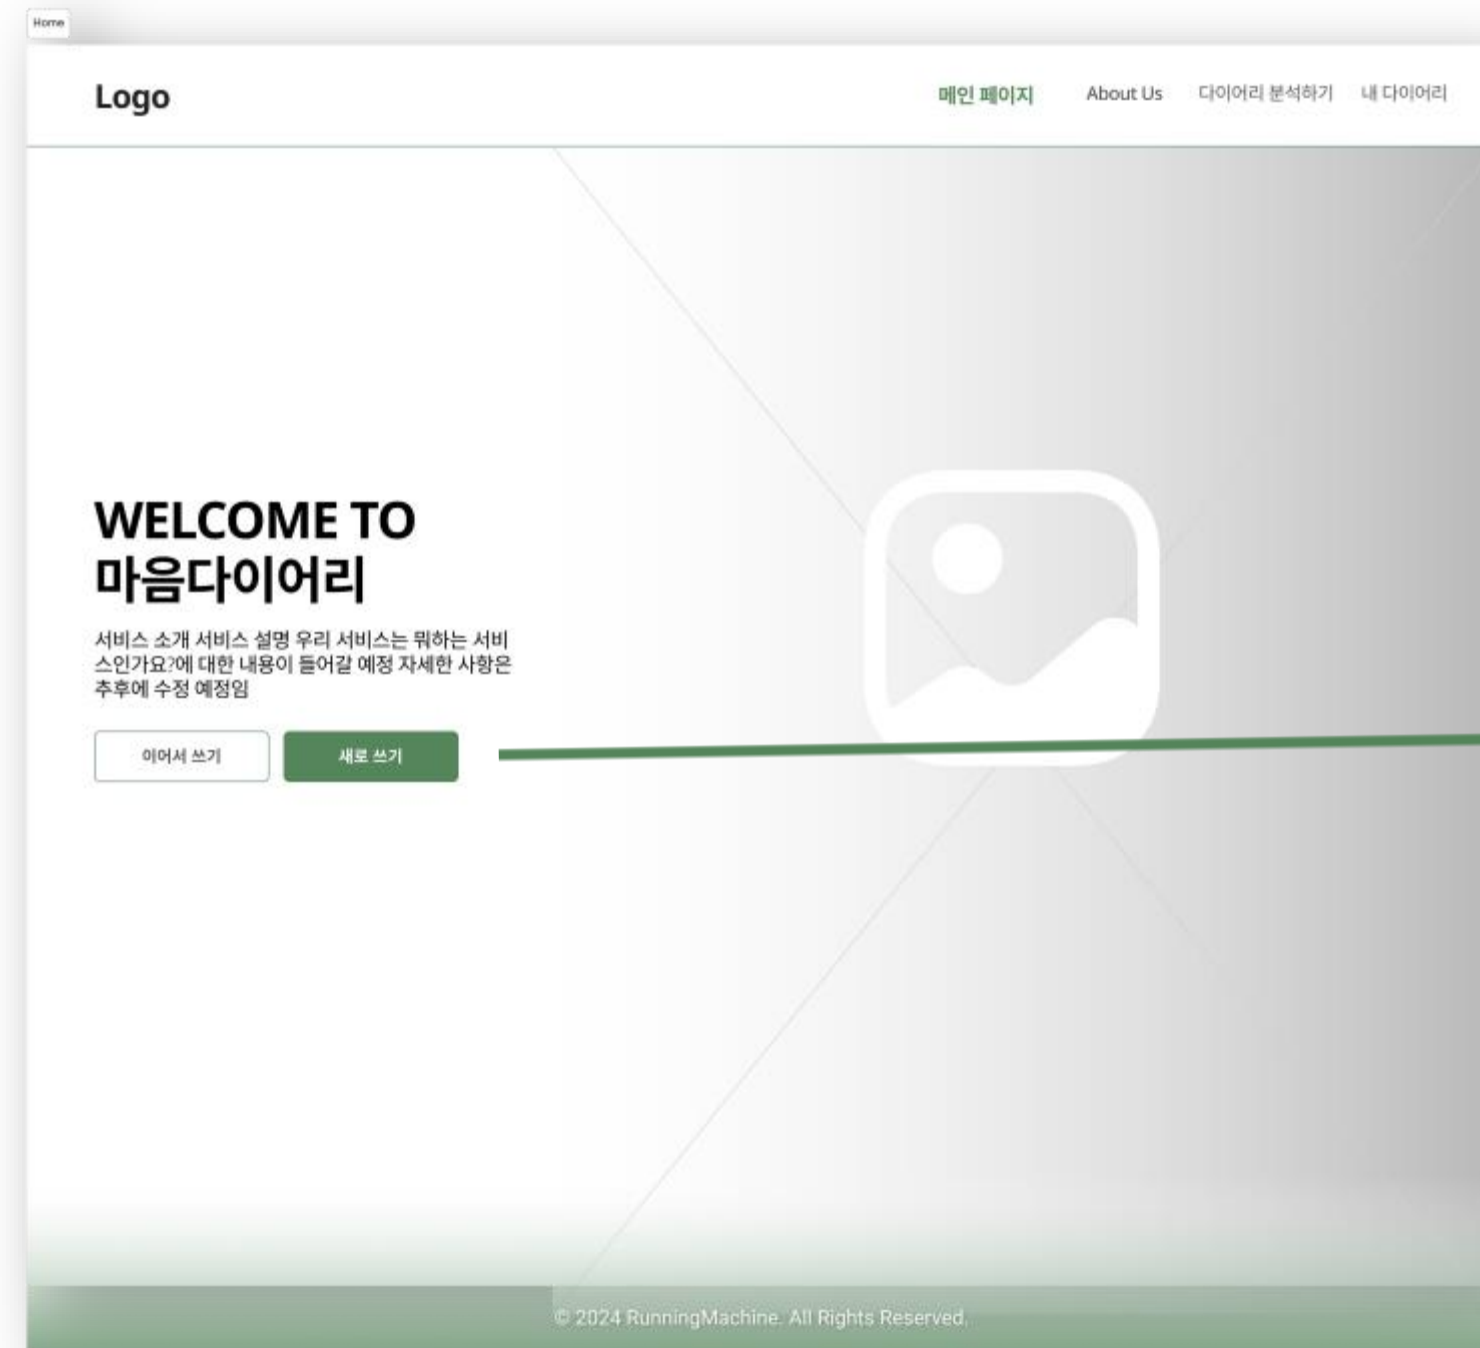 Home
Logo
메인 페이지
About Us
다이어리 분석하기
내 다이어리
WELCOME TO
마음다이어리
서비스 소개 서비스 설명 우리 서비스는 뭐하는 서비
스인가요?에 대한 내용이 들어갈 예정 자세한 사항은
추후에 수정 예정임
이어서 쓰기
새로 쓰기
© 2024 RunningMachine. All Rights Reserved.